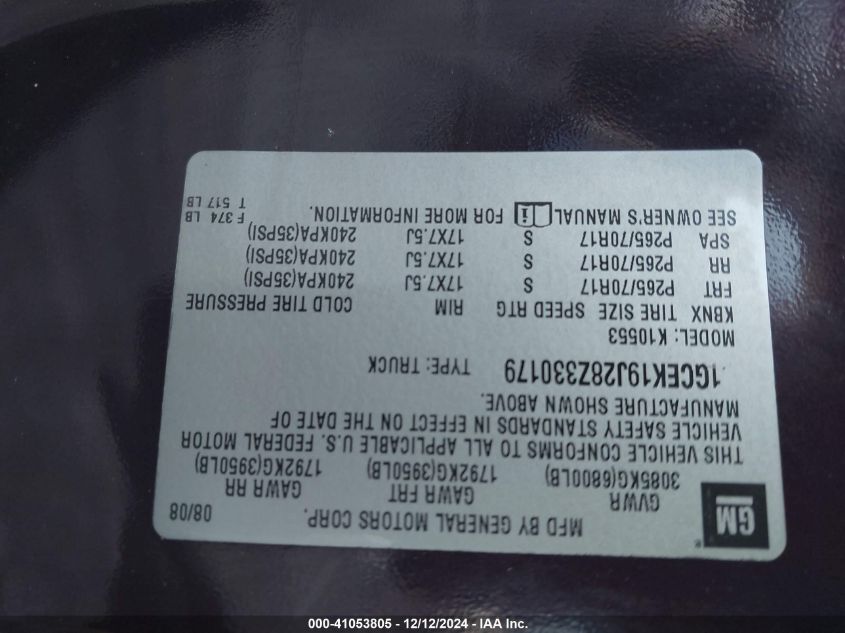 MFD BY GENERAL MOTORS CORP. 08/08
GM
GVWR GAWR FRT GAWR RR
3085KG(6800LB) 1792KG(3950LB) 1792KG(3950LB)
THIS VEHICLE CONFORMS TO ALL APPLICABLE U.S. FEDERAL MOTOR
VEHICLE SAFETY STANDARDS IN EFFECT ON THE DATE OF
MANUFACTURE SHOWN ABOVE.
1GCEK19J28Z330179 TYPE: TRUCK
MODEL: K10553
KBNX TIRE SIZE SPEED RTG RIM COLD TIRE PRESSURE
FRT P265/70R17 S 17X7.5J 240KPA(35PSI)
RR P265/70R17 S 17X7.5J 240KPA(35PSI)
SPA P265/70R17 S 17X7.5J 240KPA(35PSI)
SEE OWNER'S MANUAL FOR MORE INFORMATION. F 374 LB
T 517 LB
000-41053805 - 12/12/2024 - IAA Inc.